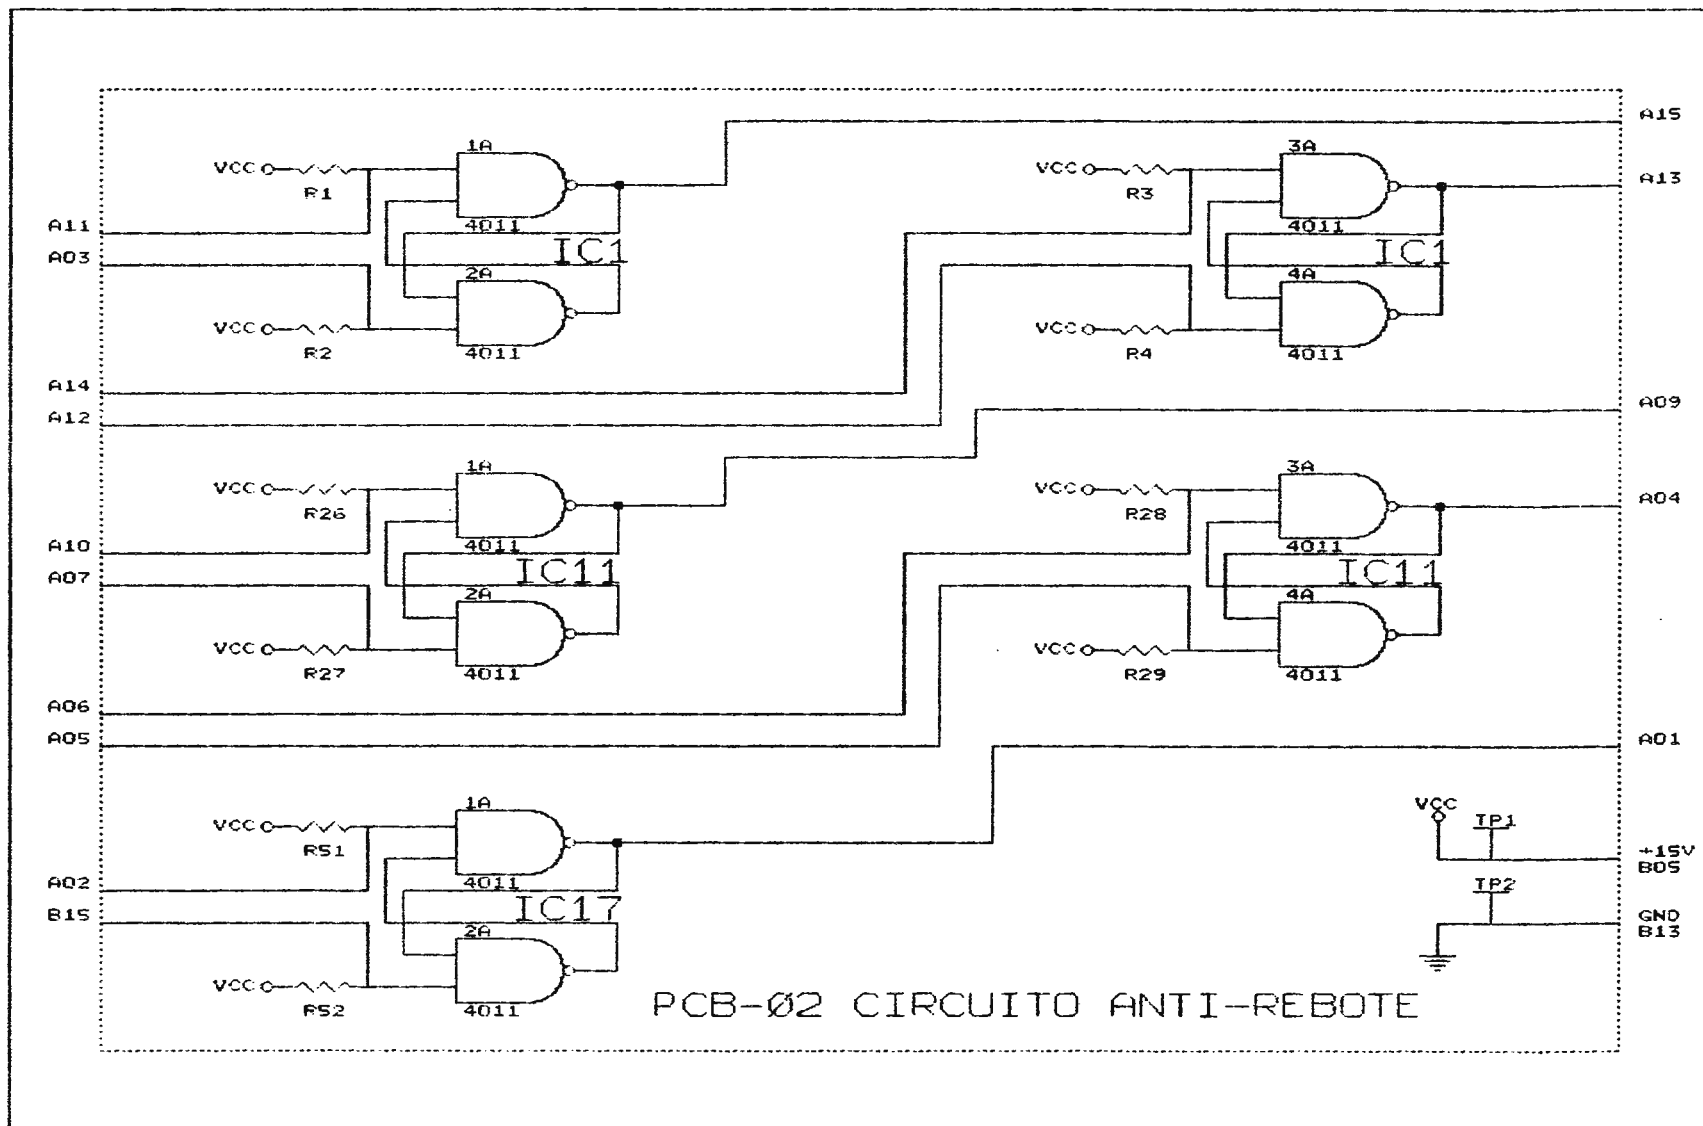 A15
1A
3A
VCC
R1
VCC
R3
A13
A11
4011
4011
A03
IC1
IC1
2A
4A
VCC
R2
4011
VCC
R4
4011
A14
A12
A09
1A
3A
VCC
R26
VCC
R28
A04
A10
4011
4011
A07
IC11
IC11
2A
4A
VCC
R27
4011
VCC
R29
4011
A06
A05
A01
1A
VCC
R51
VCC
TP1
+15V
B05
A02
4011
TP2
B15
IC17
GND
B13
2A
VCC
R52
4011
PCB-Ø2 CIRCUITO ANTI-REBOTE